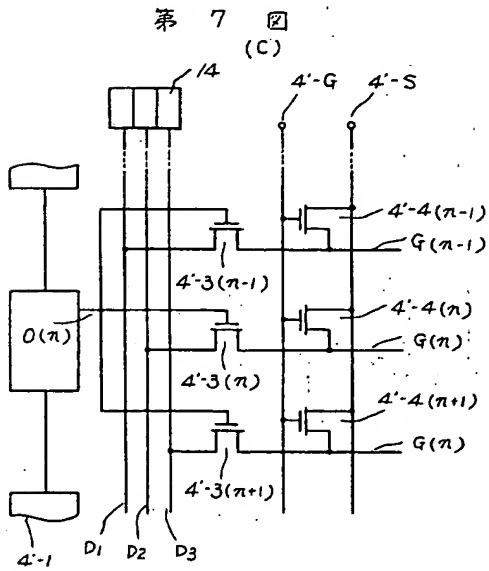 第 7 図
(C)
14
4'-G
4'-S
4'-4(n-1)
G(n-1)
4'-3(n-1)
O(n)
4'-4(n)
G(n)
4'-3(n)
4'-4(n+1)
G(n)
4'-3(n+1)
4'-1
D1
D2
D3